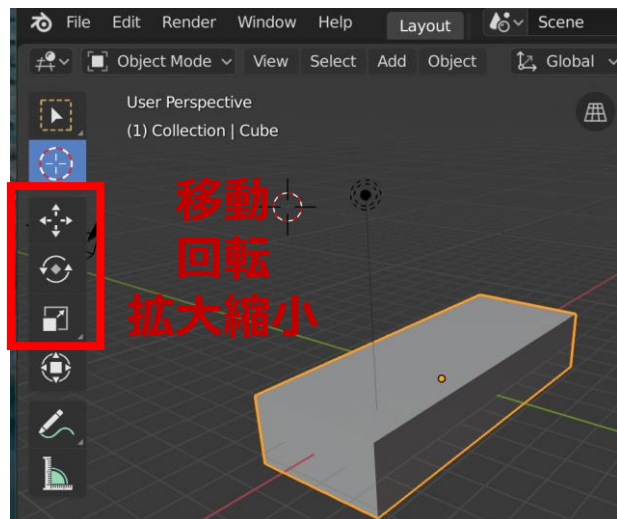 File Edit Render Window Help Layout Scene
Object Mode View Select Add Object Global
User Perspective
(1) Collection | Cube
移動
回転
拡大縮小